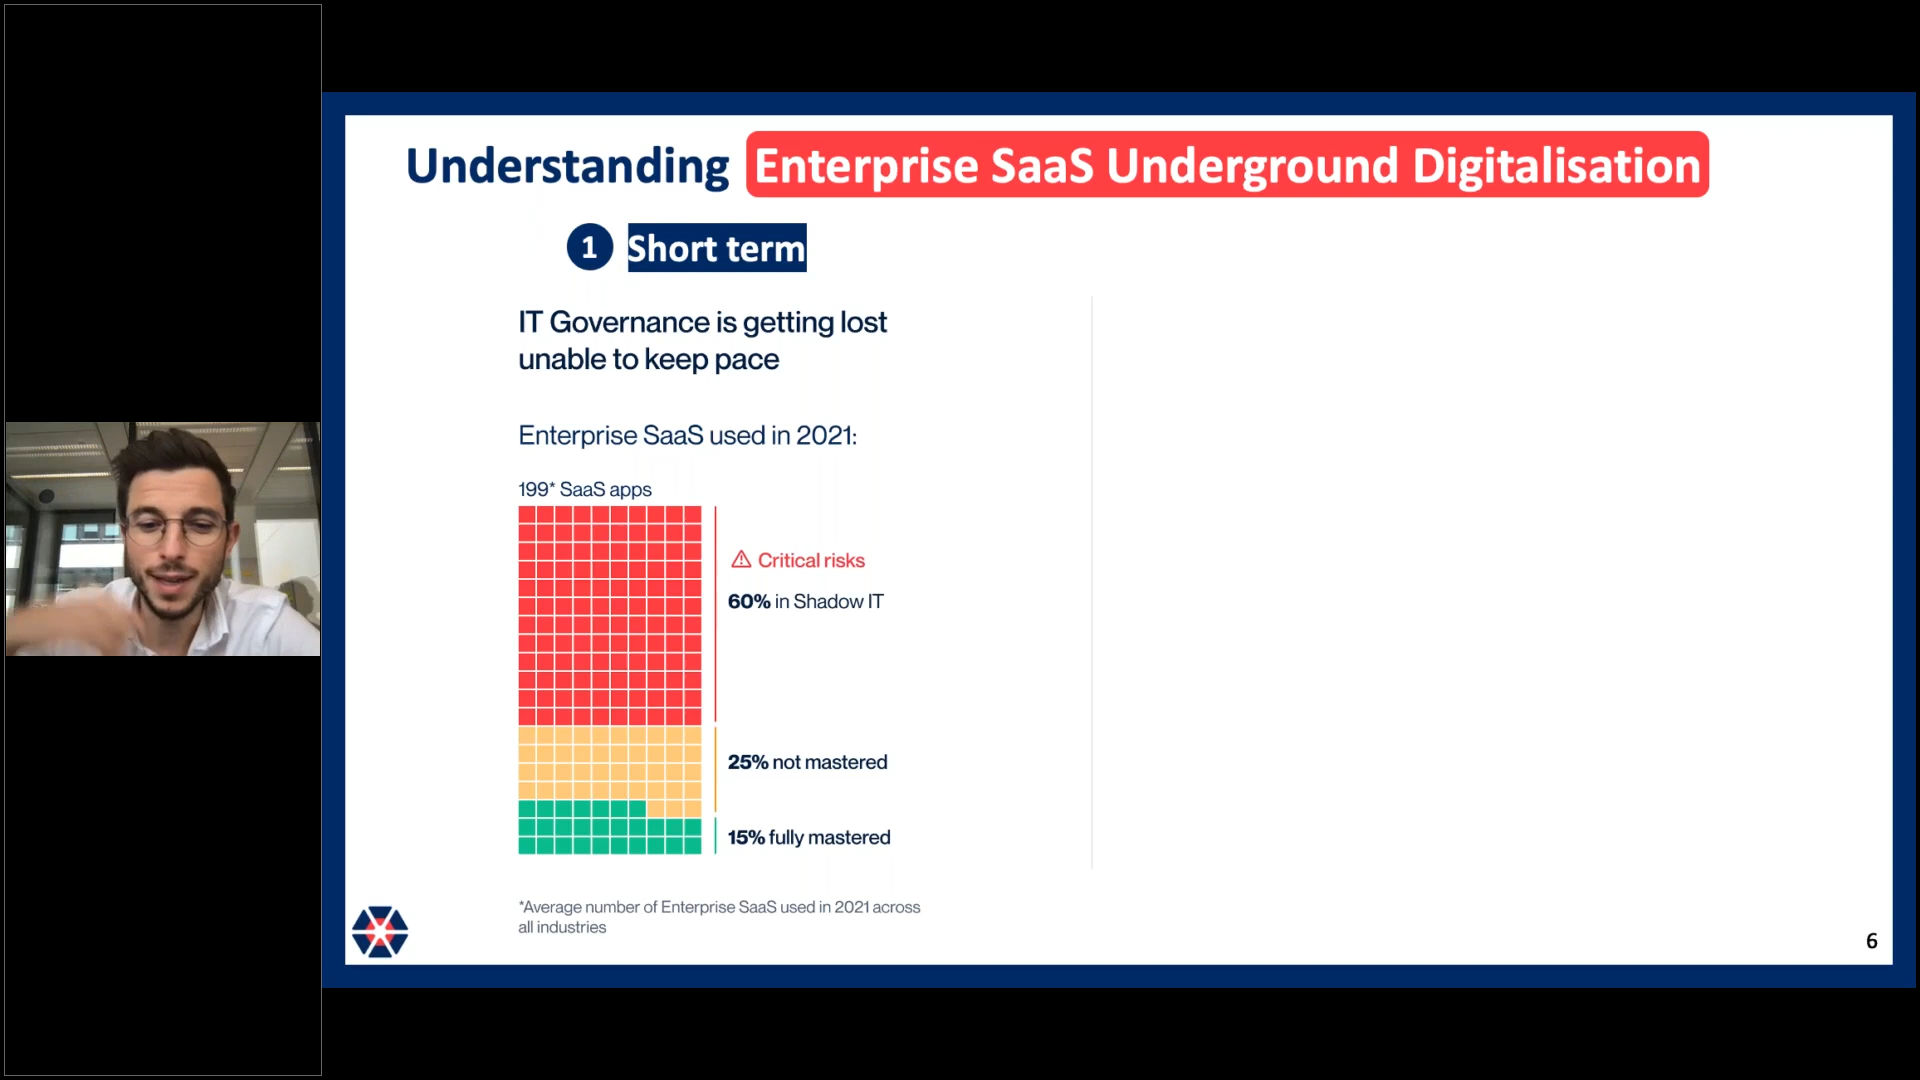 Understanding Enterprise SaaS Underground Digitalisation
1 Short term
IT Governance is getting lost
unable to keep pace
Enterprise SaaS used in 2021:
199* SaaS apps
Critical risks
60% in Shadow IT
25% not mastered
15% fully mastered
*Average number of Enterprise SaaS used in 2021 across
all industries
6